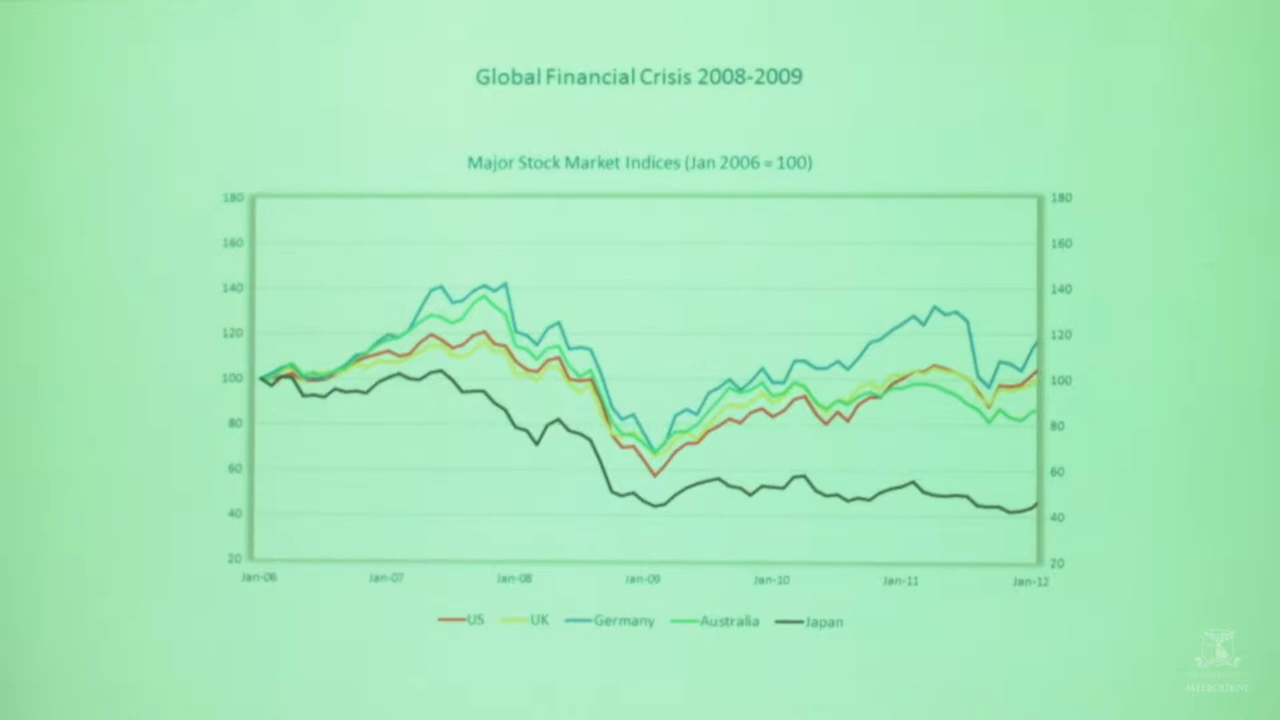 Global Financial Crisis 2008-2009
Major Stock Market Indices (Jan 2006 = 100)
180 180
160 160
140 140
120 120
100 100
80 80
60 60
40 40
20 20
Jan-06 Jan-07 Jan-08 Jan-09 Jan-10 Jan-11 Jan-12
US UK Germany Australia Japan
MELBOURNE